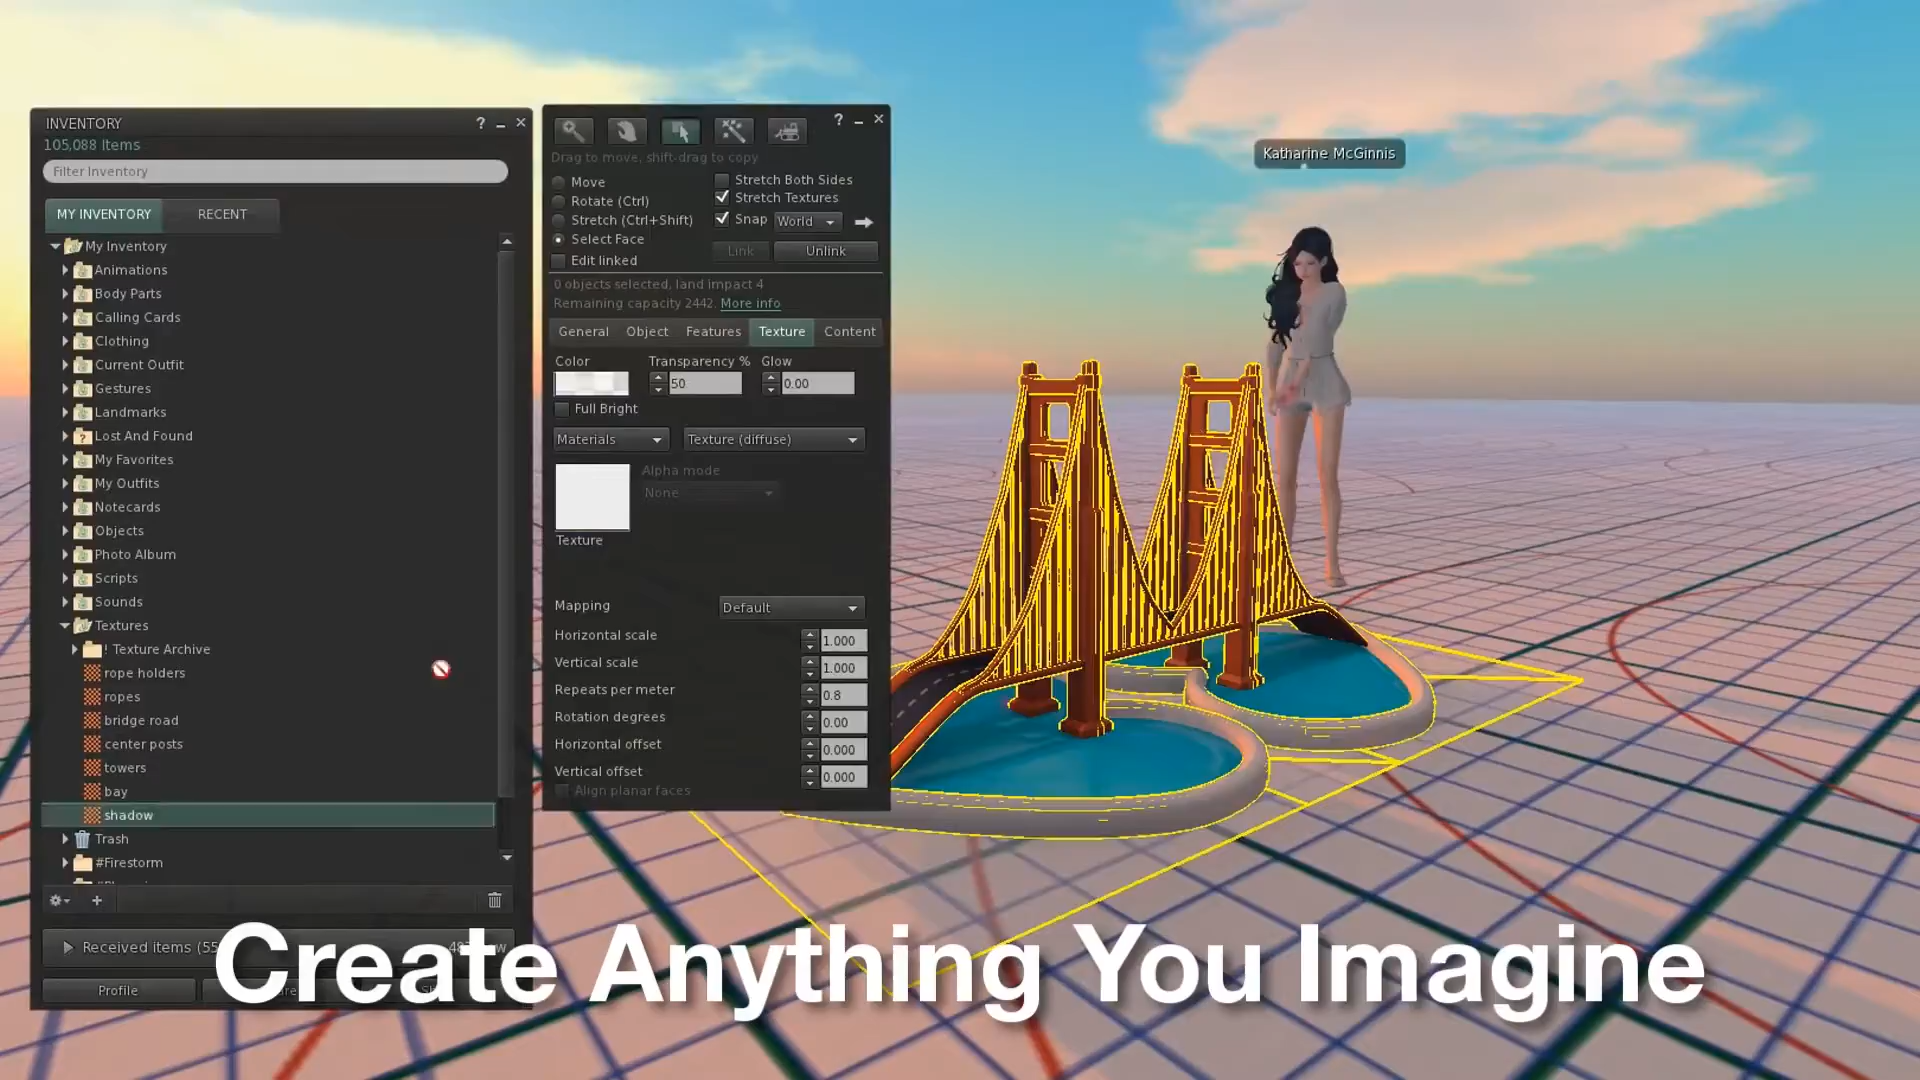 INVENTORY
105,088 Items
Filter Inventory
MY INVENTORY
RECENT
My Inventory
Animations
Body Parts
Calling Cards
Clothing
Current Outfit
Gestures
Landmarks
Lost And Found
My Favorites
My Outfits
Notecards
Objects
Photo Album
Scripts
Sounds
Textures
! Texture Archive
rope holders
ropes
bridge road
center posts
towers
bay
shadow
Trash
#Firestorm
Received items (55
Profile
Drag to move, shift-drag to copy
Move
Rotate (Ctrl)
Stretch (Ctrl+Shift)
Select Face
Edit linked
Stretch Both Sides
Stretch Textures
Snap World
Link Unlink
0 objects selected, land impact 4
Remaining capacity 2442. More info
General Object Features Texture Content
Color Transparency % Glow
50 0.00
Full Bright
Materials Texture (diffuse)
Alpha mode
None
Texture
Mapping Default
Horizontal scale 1.000
Vertical scale 1.000
Repeats per meter 0.8
Rotation degrees 0.00
Horizontal offset 0.000
Vertical offset 0.000
Align planar faces
Katharine McGinnis
Create Anything You Imagine